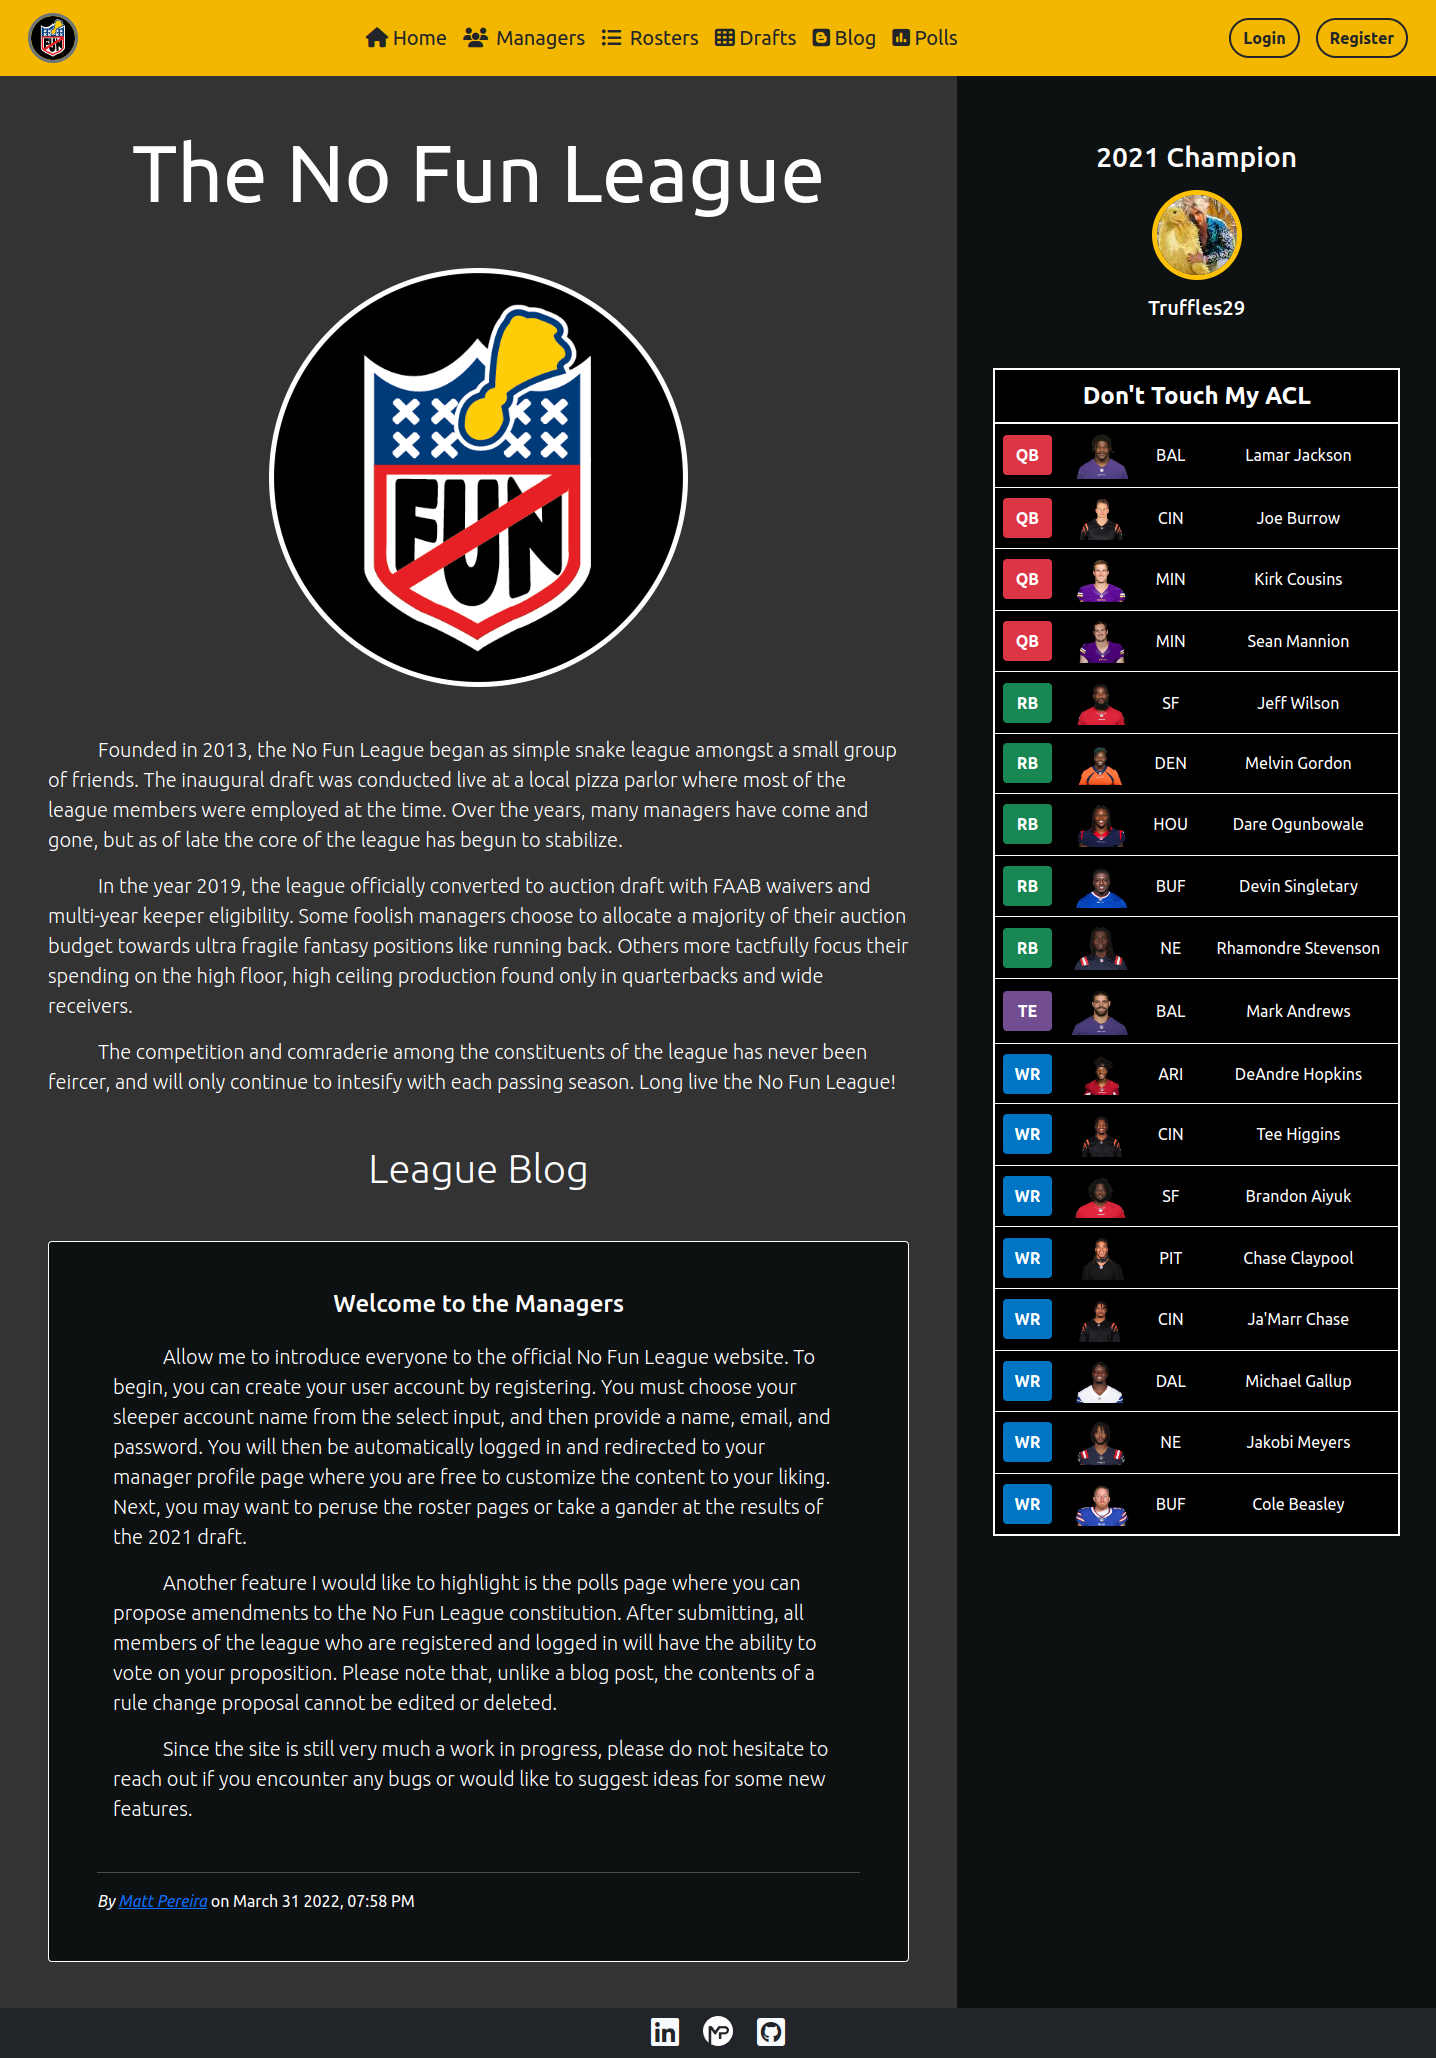 Home Managers Rosters Drafts Blog Polls Login Register
The No Fun League
FUN
Founded in 2013, the No Fun League began as simple snake league amongst a small group
of friends. The inaugural draft was conducted live at a local pizza parlor where most of the
league members were employed at the time. Over the years, many managers have come and
gone, but as of late the core of the league has begun to stabilize.
In the year 2019, the league officially converted to auction draft with FAAB waivers and
multi-year keeper eligibility. Some foolish managers choose to allocate a majority of their auction
budget towards ultra fragile fantasy positions like running back. Others more tactfully focus their
spending on the high floor, high ceiling production found only in quarterbacks and wide
receivers.
The competition and comraderie among the constituents of the league has never been
feircer, and will only continue to intesify with each passing season. Long live the No Fun League!
League Blog
Welcome to the Managers
Allow me to introduce everyone to the official No Fun League website. To
begin, you can create your user account by registering. You must choose your
sleeper account name from the select input, and then provide a name, email, and
password. You will then be automatically logged in and redirected to your
manager profile page where you are free to customize the content to your liking.
Next, you may want to peruse the roster pages or take a gander at the results of
the 2021 draft.
Another feature I would like to highlight is the polls page where you can
propose amendments to the No Fun League constitution. After submitting, all
members of the league who are registered and logged in will have the ability to
vote on your proposition. Please note that, unlike a blog post, the contents of a
rule change proposal cannot be edited or deleted.
Since the site is still very much a work in progress, please do not hesitate to
reach out if you encounter any bugs or would like to suggest ideas for some new
features.
By Matt Pereira on March 31 2022, 07:58 PM
2021 Champion
Truffles29
Don't Touch My ACL
QB BAL Lamar Jackson
QB CIN Joe Burrow
QB MIN Kirk Cousins
QB MIN Sean Mannion
RB SF Jeff Wilson
RB DEN Melvin Gordon
RB HOU Dare Ogunbowale
RB BUF Devin Singletary
RB NE Rhamondre Stevenson
TE BAL Mark Andrews
WR ARI DeAndre Hopkins
WR CIN Tee Higgins
WR SF Brandon Aiyuk
WR PIT Chase Claypool
WR CIN Ja'Marr Chase
WR DAL Michael Gallup
WR NE Jakobi Meyers
WR BUF Cole Beasley
in MP